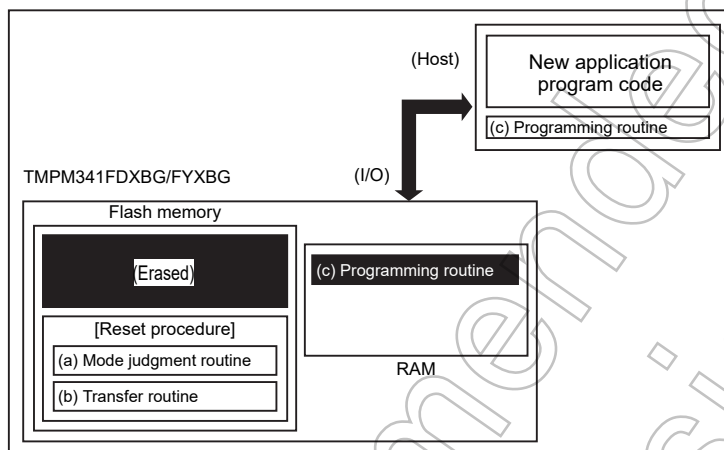 (Host)
New application
program code
(c) Programming routine
(I/O)
TMPM341FDXBG/FYXBG
Flash memory
(Erased)
(c) Programming routine
[Reset procedure]
(a) Mode judgment routine
(b) Transfer routine
RAM